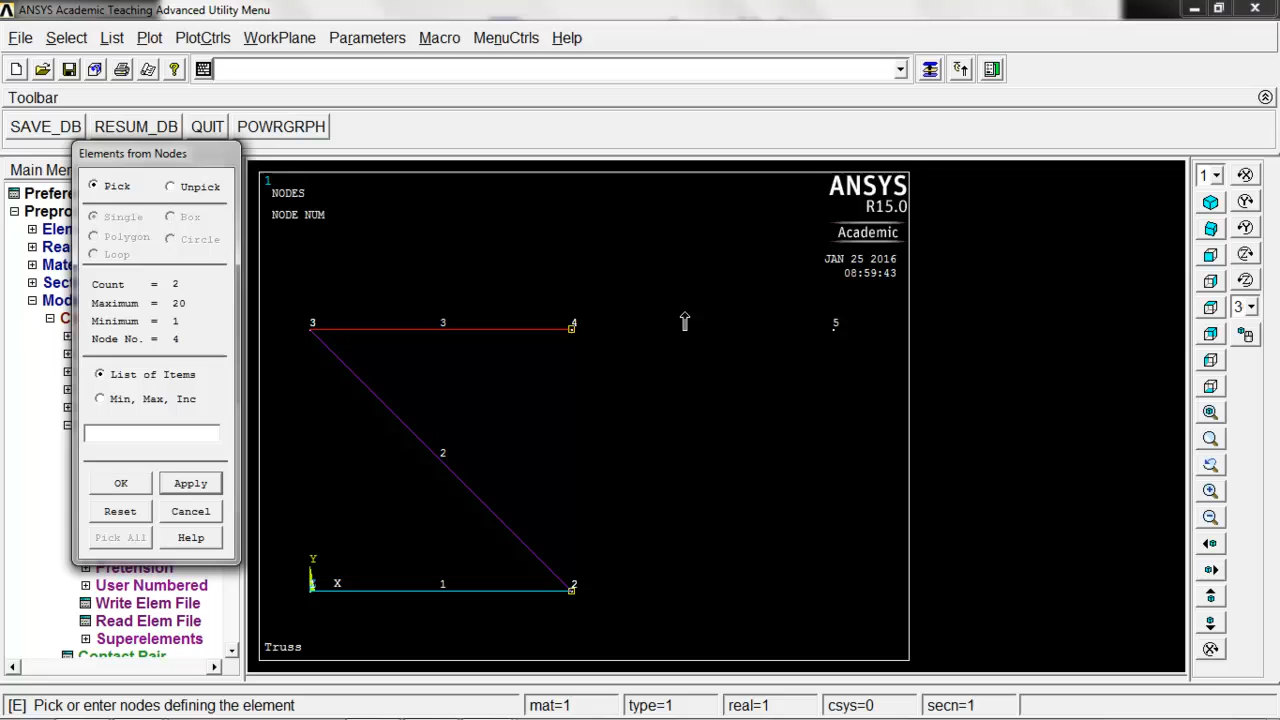 ANSYS Academic Teaching Advanced Utility Menu
File Select List Plot PlotCtrls WorkPlane Parameters Macro MenuCtrls Help
Toolbar
SAVE_DB RESUM_DB QUIT POWRGRPH
Elements from Nodes
Pick Unpick
Single Box
Polygon Circle
Loop
Count = 2
Maximum = 20
Minimum = 1
Node No. = 4
List of Items
Min, Max, Inc
OK Apply
Reset Cancel
Pick All Help
Main Men
Prefere
Prepro
Elem
Rea
Mate
Sect
Mod
User Numbered
Write Elem File
Read Elem File
Superelements
Contact Pair
1
NODES
NODE NUM
ANSYS
R15.0
Academic
JAN 25 2016
08:59:43
3 3 4 5
2
Y
X 1 2
Truss
1
3
[E] Pick or enter nodes defining the element
mat=1 type=1 real=1 csys=0 secn=1